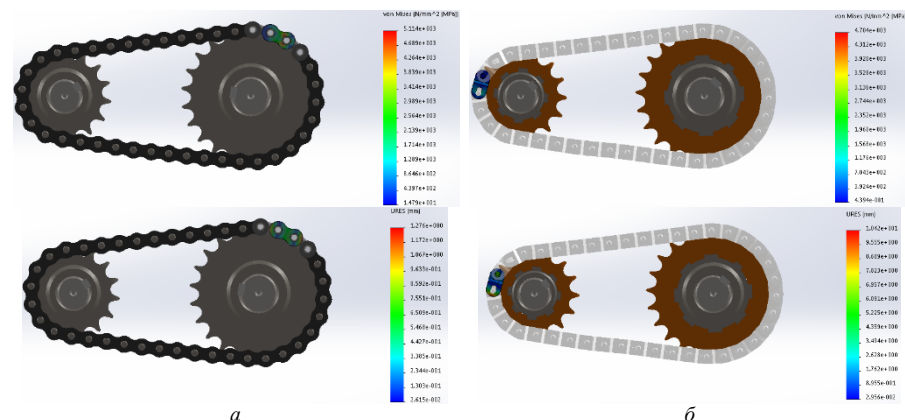 von Mises [N/mm^2 (MPa)]
5.114e+003
4.689e+003
4.264e+003
3.839e+003
3.414e+003
2.989e+003
2.564e+003
2.139e+003
1.714e+003
1.289e+003
8.646e+002
4.397e+002
1.479e+001
von Mises [N/mm^2 (MPa
4.704e+003
4.312e+003
3.920e+003
3.528e+003
3.136e+003
2.744e+003
2.352e+003
1.960e+003
1.568e+003
1.176e+003
3.924e+002
4.394e-001
URES [mm]
1.276e+000
1.172e+000
1.067e+000
9.633e-001
8.592e-001
7.551e-001
6.509e-001
5.468e-001
4.427e-001
3.385e-001
2.344e-001
1.303e-001
2.615e-002
URES [mm]
1.042e+001
9.555e+000
8.689e+000
7.823e+000
6.957e+000
6.091e+000
5.225e+000
4.359e+000
3.494e+000
2.628e+000
1.762e+000
8.955e-001
2.956e-002
а
б